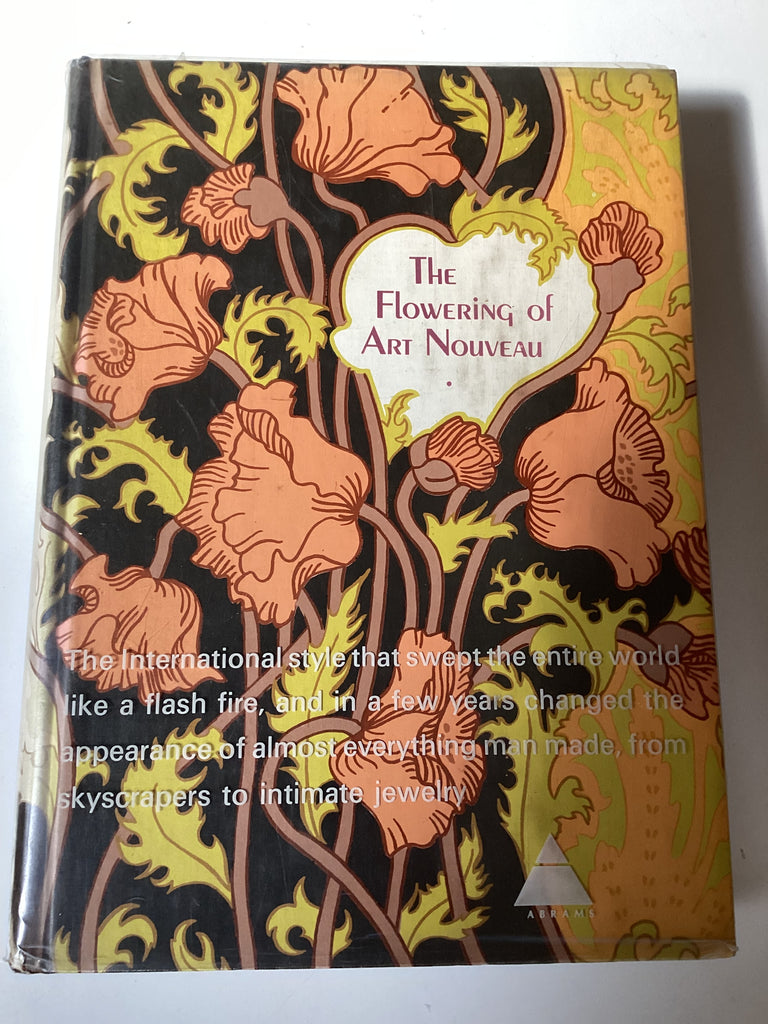 The
Flowering of
Art Nouveau
The International style that swept the entire world
like a flash fire, and in a few years changed the
appearance of almost everything man made, from
skyscrapers to intimate jewelry
ABRAMS